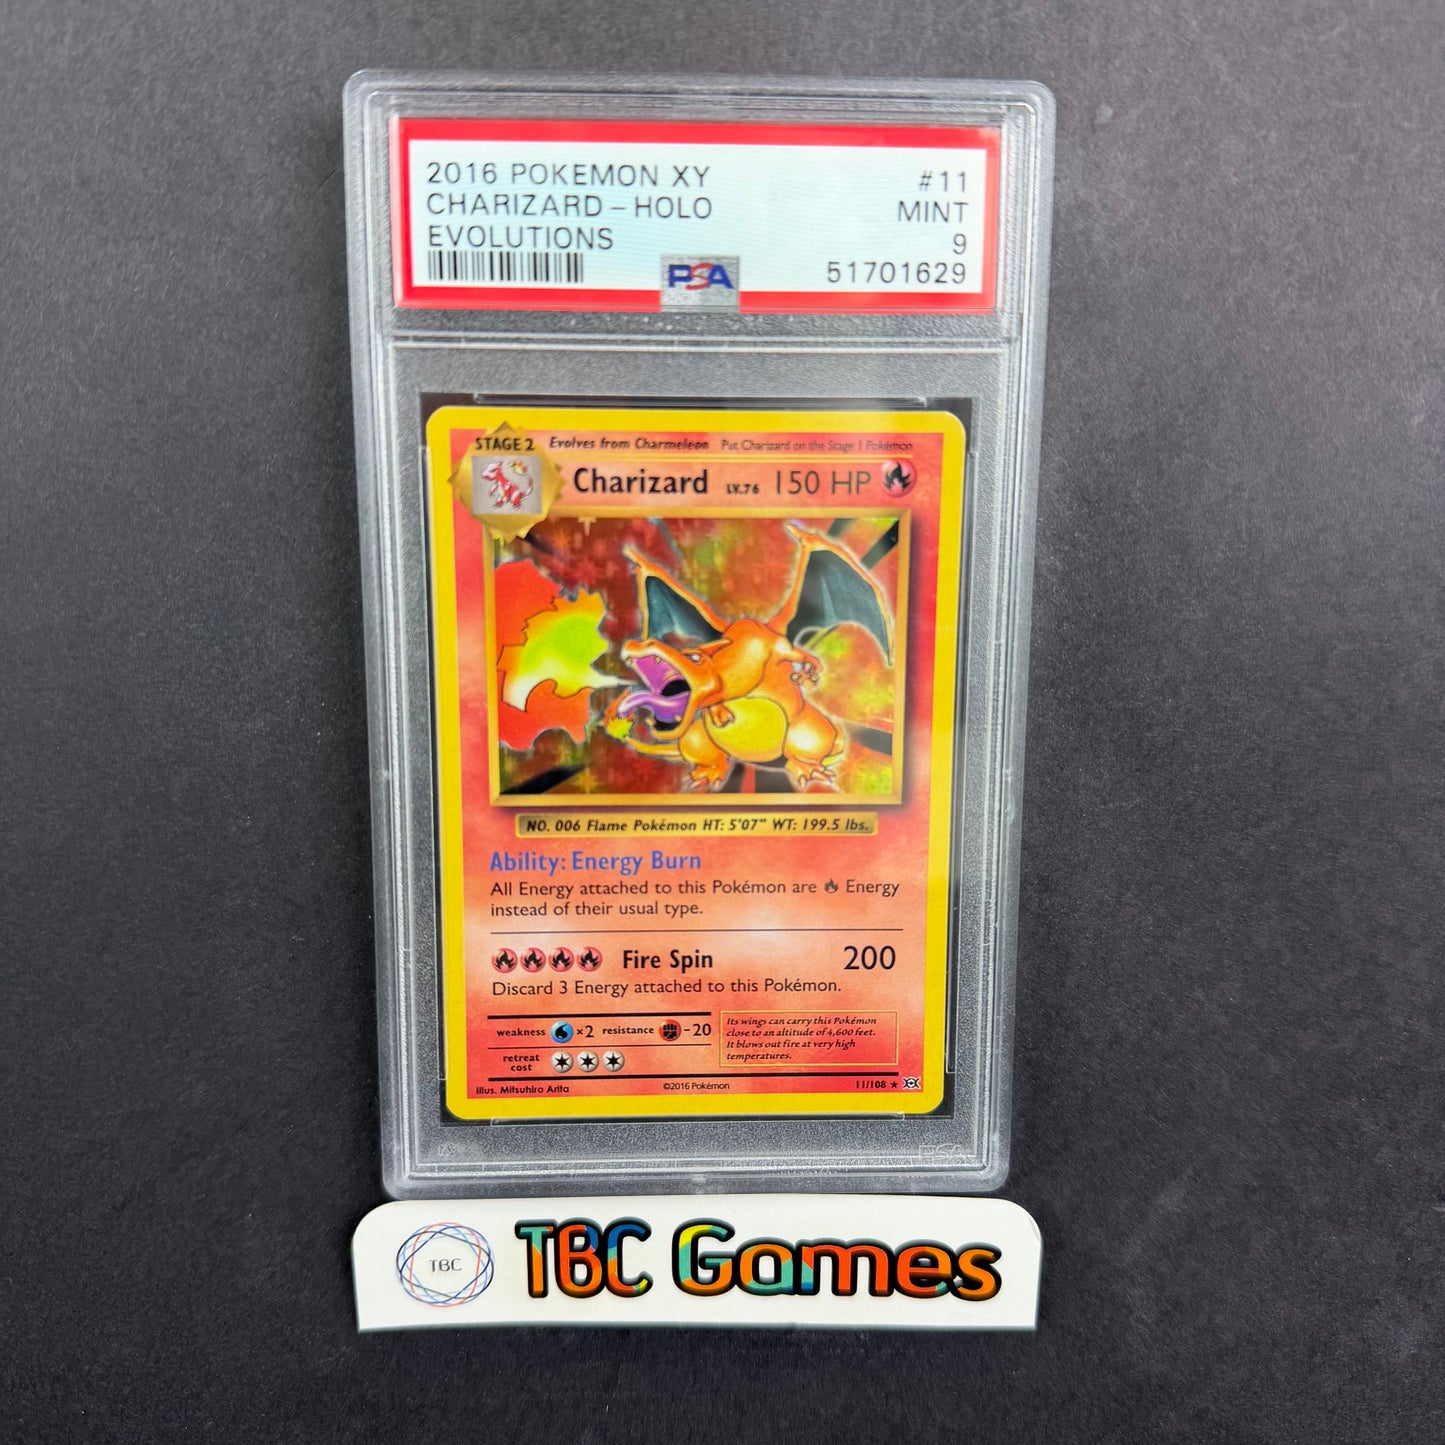 2016 POKEMON XY #11
CHARIZARD-HOLO MINT
EVOLUTIONS 9
PSA 51701629
STAGE 2 Evolves from Charmeleon Put Charizard on the Stage 1 Pokémon
Charizard LV.76 150 HP
NO. 006 Flame Pokémon HT: 5'07" WT: 199.5 lbs.
Ability: Energy Burn
All Energy attached to this Pokémon are Energy
instead of their usual type.
Fire Spin 200
Discard 3 Energy attached to this Pokémon.
weakness ×2 resistance -20
retreat
cost
Its wings can carry this Pokémon
close to an altitude of 4,600 feet.
It blows out fire at very high
temperatures.
Illus. Mitsuhiro Arita ©2016 Pokémon 11/108 ★
PSA
TBC TBC Games